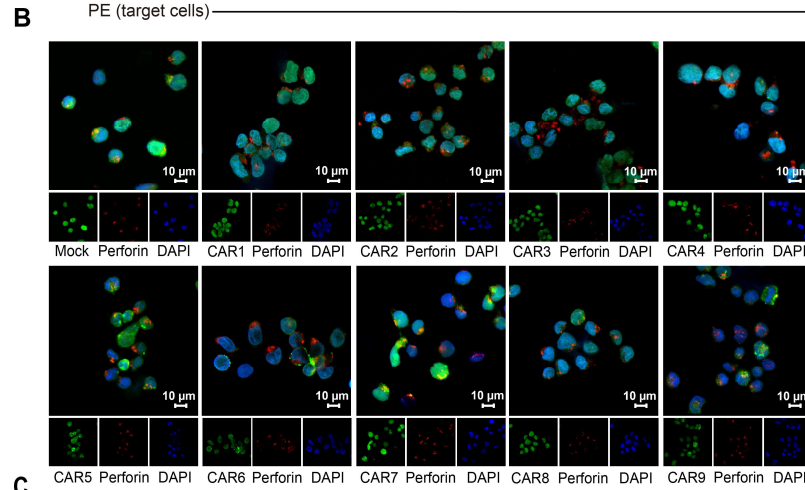 B
PE (target cells)
10 μm 10 μm 10 μm 10 μm 10 μm
Mock Perforin DAPI CAR1 Perforin DAPI CAR2 Perforin DAPI CAR3 Perforin DAPI CAR4 Perforin DAPI
10 μm 10 μm 10 μm 10 μm 10 μm
CAR5 Perforin DAPI CAR6 Perforin DAPI CAR7 Perforin DAPI CAR8 Perforin DAPI CAR9 Perforin DAPI
C